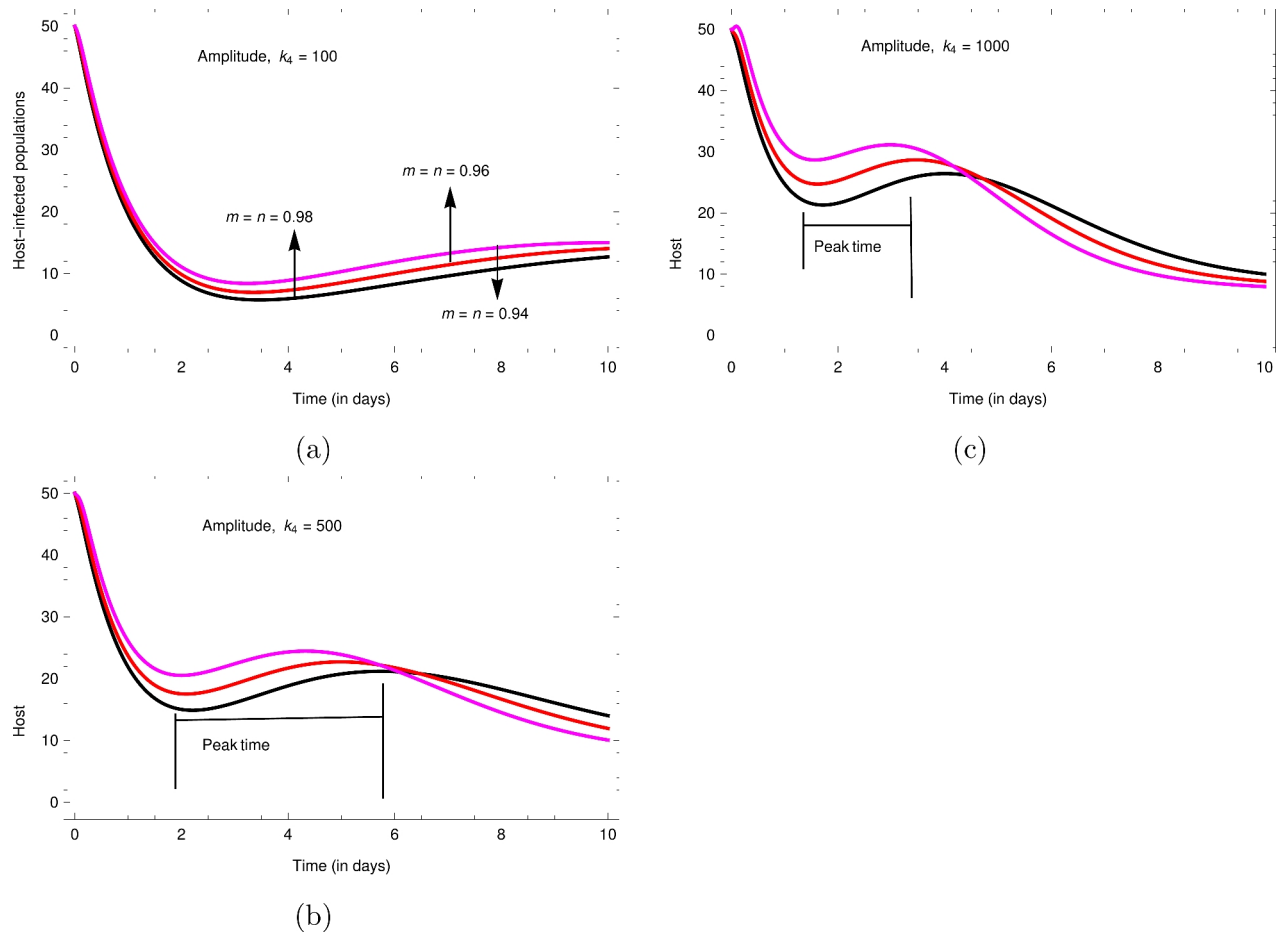 Amplitude, k4 = 100
m = n = 0.96
m = n = 0.98
m = n = 0.94
Host-infected populations
50
40
30
20
10
0
0 2 4 6 8 10
Time (in days)
(a)
Amplitude, k4 = 1000
Peak time
Host
50
40
30
20
10
0
0 2 4 6 8 10
Time (in days)
(c)
Amplitude, k4 = 500
Peak time
Host
50
40
30
20
10
0
0 2 4 6 8 10
Time (in days)
(b)